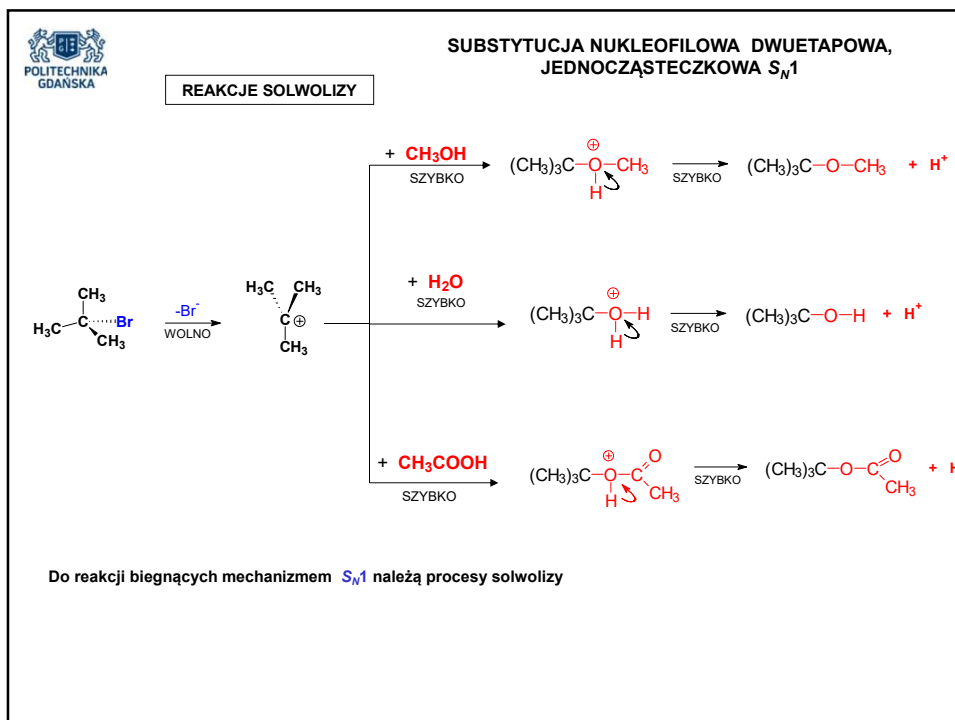 POLITECHNIKA
GDAŃSKA
SUBSTYTUCJA NUKLEOFILOWA DWUETAPOWA,
JEDNOCZĄSTECZKOWA S_N1
REAKCJE SOLWOLIZY
+ CH₃OH
SZYBKO
⊕
(CH₃)₃C—O—CH₃
H
SZYBKO
(CH₃)₃C—O—CH₃ + H⁺
CH₃
H₃C C Br
CH₃
-Br⁻
WOLNO
H₃C CH₃
C⊕
CH₃
+ H₂O
SZYBKO
⊕
(CH₃)₃C—O—H
H
SZYBKO
(CH₃)₃C—O—H + H⁺
+ CH₃COOH
SZYBKO
⊕ O
(CH₃)₃C—O—C
H CH₃
SZYBKO
O
(CH₃)₃C—O—C + H
CH₃
Do reakcji biegnących mechanizmem S_N1 należą procesy solwolizy